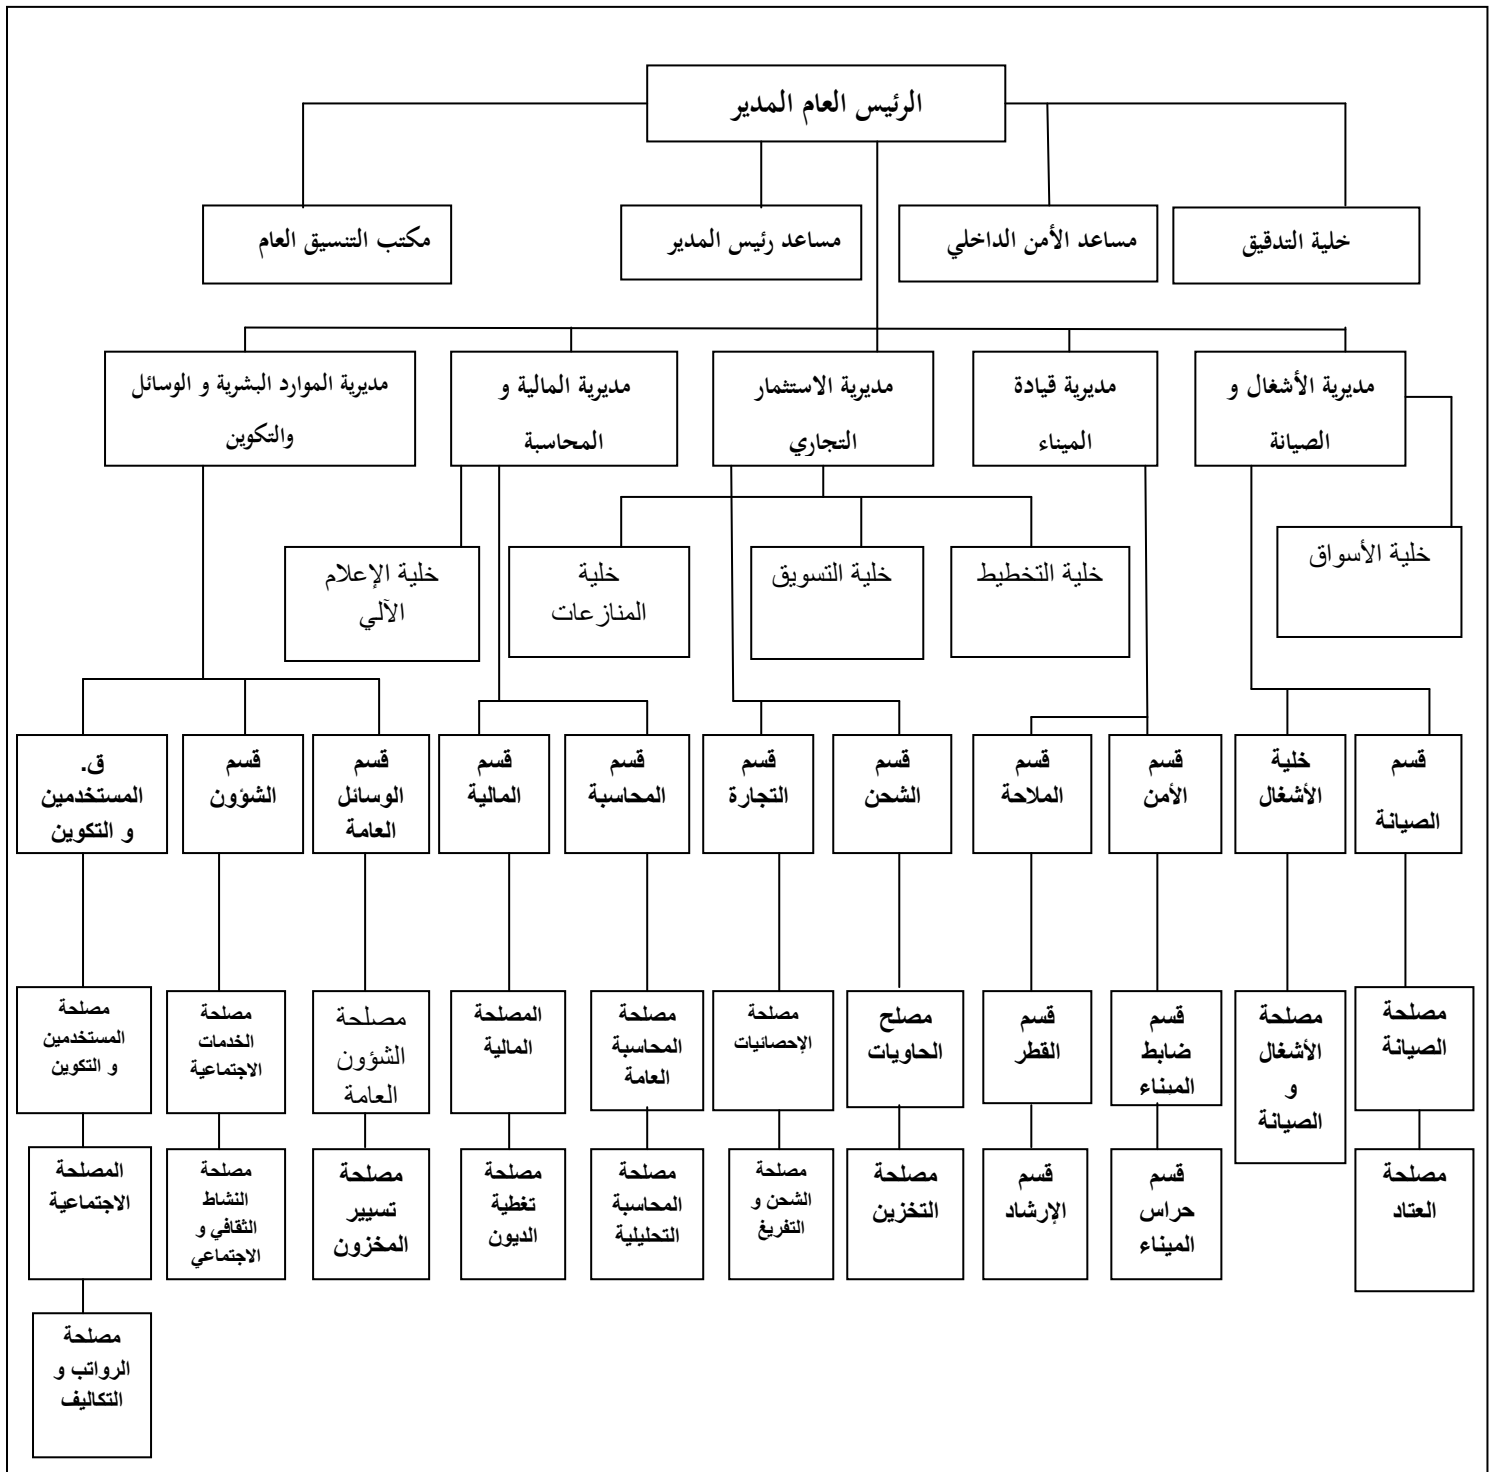 الرئيس العام المدير
خلية التدقيق
مساعد الأمن الداخلي
مساعد رئيس المدير
مكتب التنسيق العام
مديرية الأشغال و
الصيانة
مديرية قيادة
الميناء
مديرية الاستثمار
التجاري
مديرية المالية و
المحاسبة
مديرية الموارد البشرية و الوسائل
والتكوين
خلية الأسواق
خلية التخطيط
خلية التسويق
خلية
المنازعات
خلية الإعلام
الآلي
قسم
الصيانة
خلية
الأشغال
قسم
الأمن
قسم
الملاحة
قسم
الشحن
قسم
التجارة
قسم
المحاسبة
قسم
المالية
قسم
الوسائل
العامة
قسم
الشؤون
ق.
المستخدمين
و التكوين
مصلحة
الصيانة
مصلحة
الأشغال
و
الصيانة
قسم
ضابط
الميناء
قسم
القطر
مصلح
الحاويات
مصلحة
الإحصائيات
مصلحة
المحاسبة
العامة
المصلحة
المالية
مصلحة
الشؤون
العامة
مصلحة
الخدمات
الاجتماعية
مصلحة
المستخدمين
و التكوين
مصلحة
العتاد
قسم
حراس
الميناء
قسم
الإرشاد
مصلحة
التخزين
مصلحة
الشحن و
التفريغ
مصلحة
المحاسبة
التحليلية
مصلحة
تغطية
الديون
مصلحة
تسيير
المخزون
مصلحة
النشاط
الثقافي و
الاجتماعي
المصلحة
الاجتماعية
مصلحة
الرواتب و
التكاليف